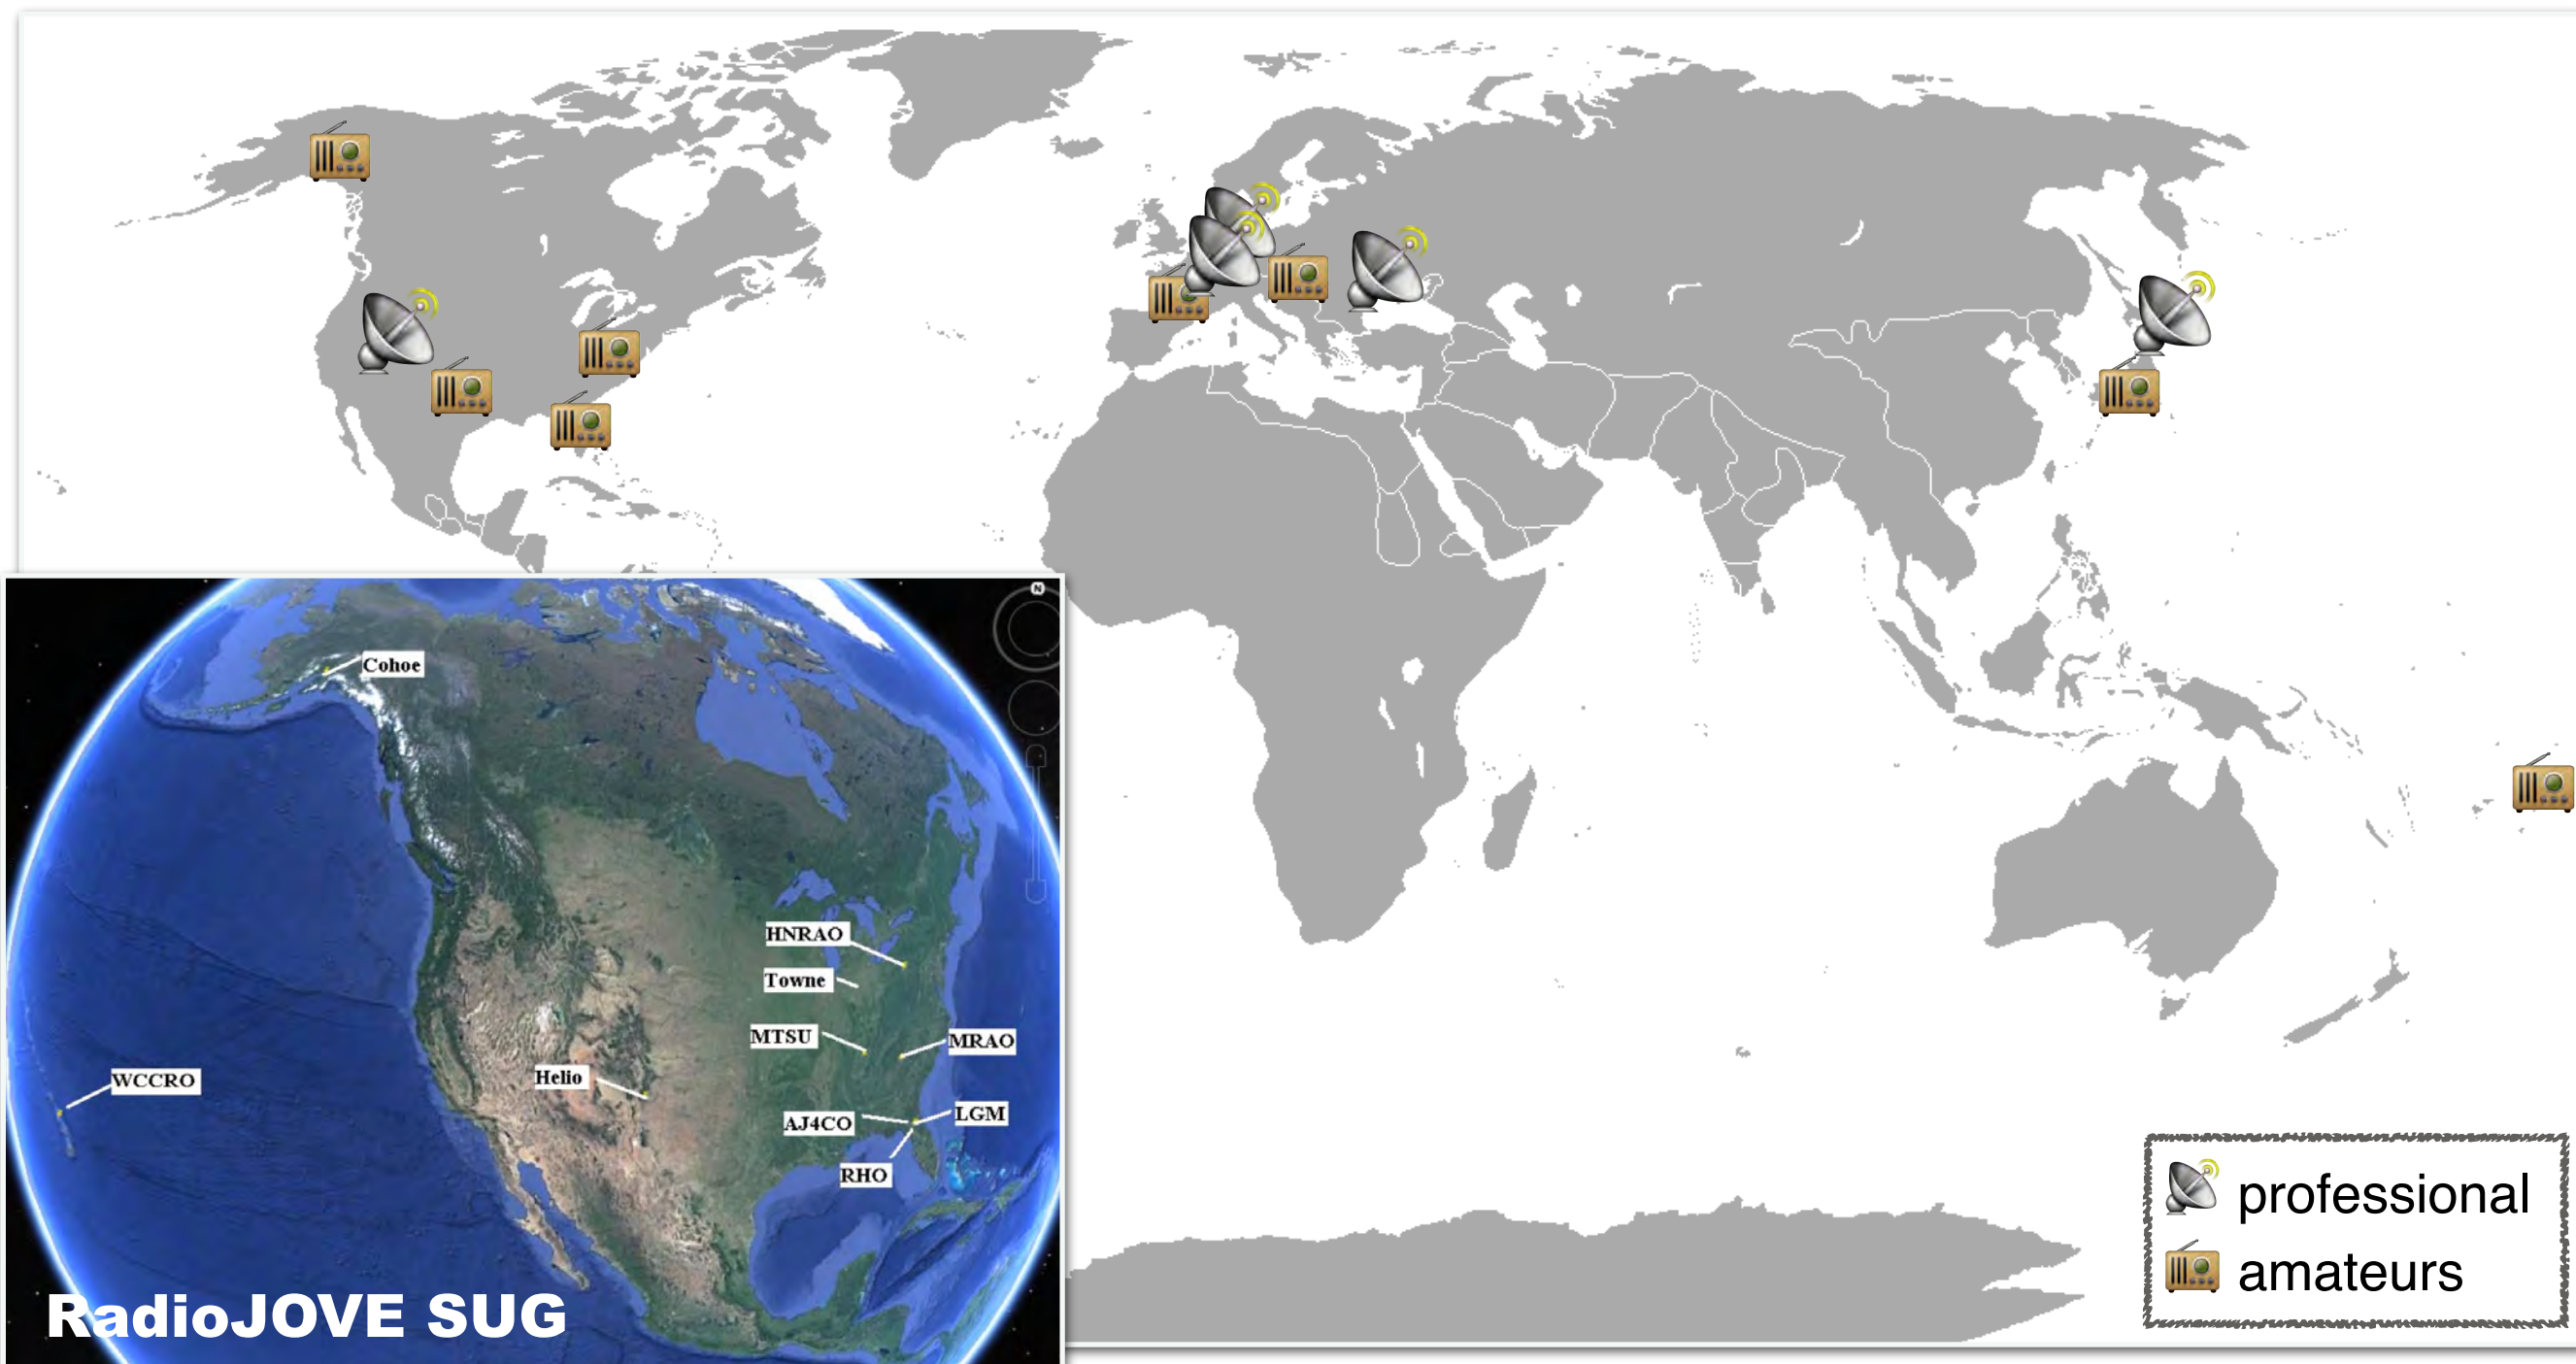 N
Cohoe
HNRAO
Towne
MTSU
MRAO
Helio
WCCRO
AJ4CO
LGM
RHO
RadioJOVE SUG
professional
amateurs